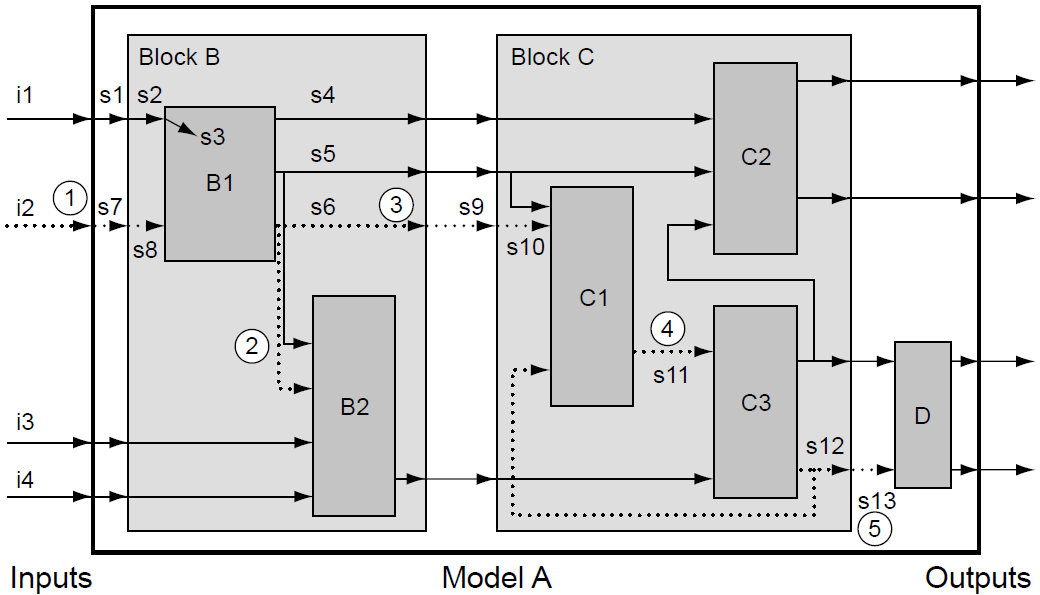 Block B
Block C
i1
s1
s2
s4
s3
C2
s5
B1
1
i2
s7
s6
3
s9
s8
s10
C1
4
2
s11
C3
B2
D
i3
s12
i4
s13
5
Inputs
Model A
Outputs